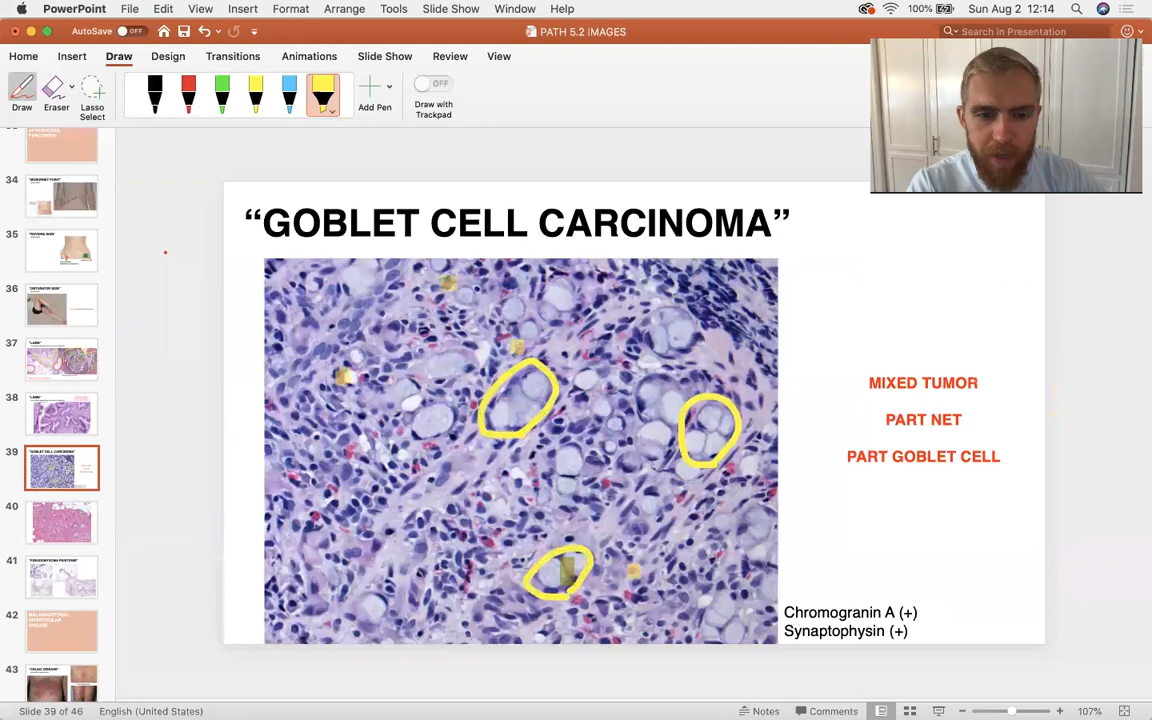 PowerPoint File Edit View Insert Format Arrange Tools Slide Show Window Help 100% Sun Aug 2 12:14
AutoSave OFF PATH 5.2 IMAGES Search in Presentation
Home Insert Draw Design Transitions Animations Slide Show Review View
Draw Eraser Lasso Select Add Pen OFF Draw with Trackpad
34
35
36
37
38
39
40
41
42
43
"GOBLET CELL CARCINOMA"
“GOBLET CELL CARCINOMA”
MIXED TUMOR
PART NET
PART GOBLET CELL
Chromogranin A (+)
Synaptophysin (+)
Slide 39 of 46 English (United States) Notes Comments 107%